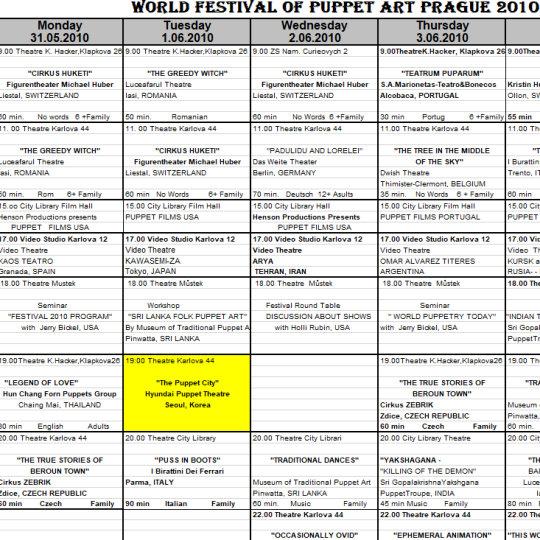 WORLD FESTIVAL OF PUPPET ART PRAGUE 2010
Monday
31.05.2010
Tuesday
1.06.2010
Wednesday
2.06.2010
Thursday
3.06.2010
9.00 Theatre K. Hacker,Klapkova 26
"CIRKUS HUKETI"
Figurentheater Michael Huber
Liestal, SWITZERLAND
60 min. No words 6 +Family
9.00 Theatre K. Hacker,Klapkova 26
"THE GREEDY WITCH"
Luceafarul Theatre
Iasi, ROMANIA
50 min. Romanian
9.00 ZS Nam. Curieovych 2
"CIRKUS HUKETI"
Figurentheater Michael Huber
Liestal, SWITZERLAND
60 min. No Words 6 +Family
9.00TheatreK.Hacker, Klapkova 26
"TEATRUM PUPARUM"
S.A.Marionetas-Teatro&Bonecos
Alcobaca, PORTUGAL
30 min Portug 6 +Family
9.00Theatr
Kristin Hu
Ollon, SW
55 min
11. 00 Theatre Karlova 44
"THE GREEDY WITCH"
Luceafarul Theatre
Iasi, ROMANIA
50 min. Rom 6+ Family
11. 00 Theatre Karlova 44
"CIRKUS HUKETI"
Figurentheater Michael Huber
Liestal, SWITZERLAND
60 min No Words 6+ Family
11.00 Theatre Karlova 44
"PADULIDU AND LORELEI"
Das Weite Theater
Berlin, GERMANY
70 min. Deutsch 12+ Asults
11.00 Theatre Karlova 44
"THE TREE IN THE MIDDLE
OF THE SKY"
Dwish Theatre
Thimister-Clermont, BELGIUM
35 min. No Words 6+ Family
11.00 Thea
"T
I Burattini
Trento, IT
60 min.
15.oo City Library Film Hall
Henson Productions presents
PUPPET FILMS USA
15.00 City Library Film Hall
PUPPET FILMS USA
15.00 City Library Hall
Henson Productions Presents
PUPPET FILMS USA
15.00 City Library Film Hall
PUPPET FILMS PORTUGAL
15.00 City
PUPPET
17.00 Video Studio Karlova 12
Video Theatre
KAOS TEATRO
Granada, SPAIN
17.00 Video Studio Karlova 12
Video Theatre
KAWASEMI-ZA
Tokyo, JAPAN
17.00 Video Studio Karlova 12
Video Theatre
ARYA
TEHRAN, IRAN
17.00 Video Studio Karlova 12
Video Theatre
OMAR ALVAREZ TITERES
ARGENTINA
17.00 Vide
Video The
KURSK a
RUSIA- -
18.00 Theatre Můstek
Seminar
"FESTIVAL 2010 PROGRAM"
with Jerry Bickel, USA
18.00 Theatre Můstek
Workshop
"SRI LANKA FOLK PUPPET ART"
By Museum of Traditional Puppet A
Pinwatta, SRI LANKA
18.00 Theatre Můstek
Festival Round Table
DISCUSSION ABOUT SHOWS
with Holli Rubin, USA
18.00 Theatre Můstek
Seminar
" WORLD PUPPETRY TODAY"
with Jerry Bickel, USA
18.00 The
"INDIAN T
Sri Gopal
PuppetTr
19.00Theatre K.Hacker,Klapkova26
"LEGEND OF LOVE"
Hun Chang Forn Puppets Group
Chaing Mai, THAILAND
30 min English Adults
19:00 Theatre Karlova 44
"The Puppet City"
Hyundai Puppet Theatre
Seoul, Korea
19.00Theatre K.Hacker,Klapkova26
"THE TRUE STORIES OF
BEROUN TOWN"
Cirkus ZEBRIK
Zdice, CZECH REPUBLIC
60 min Czech Family
19.00 Th
"TRA
Museum
Pinwatta,
60 min.
20.00 Theatre Karlova 44
"THE TRUE STORIES OF
BEROUN TOWN"
Cirkus ZEBRIK
Zdice, CZECH REPUBLIC
60 min Czech Family
20.00 Theatre City Library
"PUSS IN BOOTS"
I Birattini Dei Ferrari
Parma, ITALY
90 min Italian Family
20.00 Theatre City Librari
"TRADITIONAL DANCES"
Museum of Traditional Puppet Art
Pinwatta, SRI LANKA
60 min. Music Family
20.00 City Library Theatre
"YAKSHAGANA -
"KILLING OF THE DEMON"
Sri GopalakrishnaYakshgana
PuppetTroupe, INDIA
45 min Music Family
20.00 Thea
"BA
Luce
Iasi
80 min
22.00 Theatre Karlova 44
"OCCASIONALLY OVID"
22.00 Theatre Karlova 44
"EPHEMERAL ANIMATION"
22.00 Thea
"THIS WO